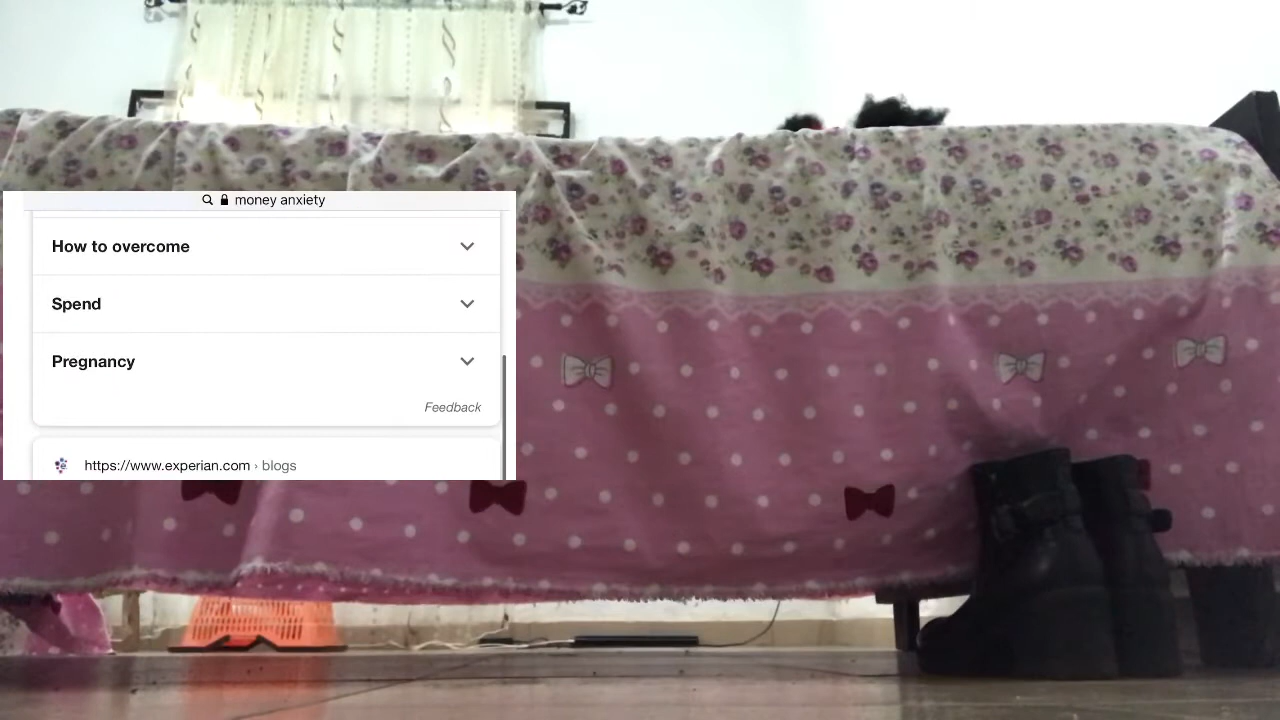 money anxiety
How to overcome
Spend
Pregnancy
Feedback
https://www.experian.com › blogs